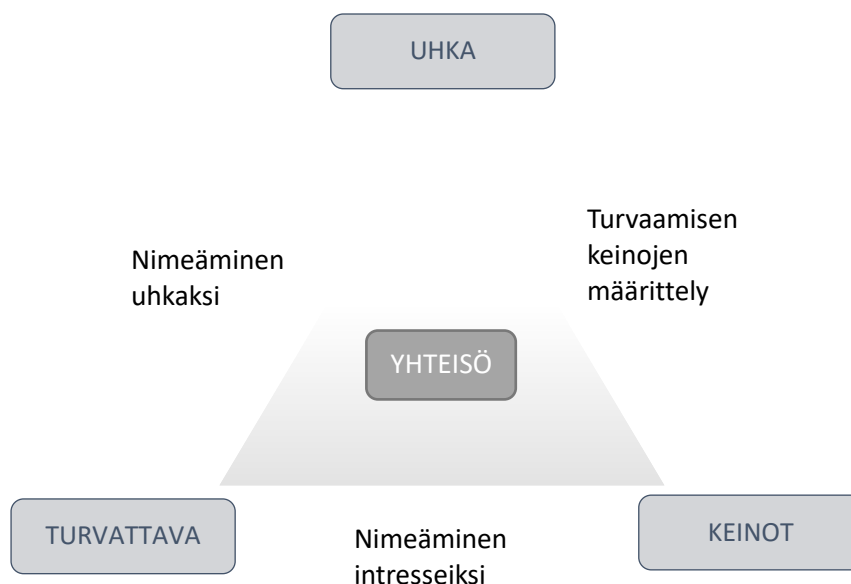 UHKA
Nimeäminen
uhkaksi
Turvaamisen
keinojen
määrittely
YHTEISÖ
TURVATTAVA
Nimeäminen
intresseiksi
KEINOT